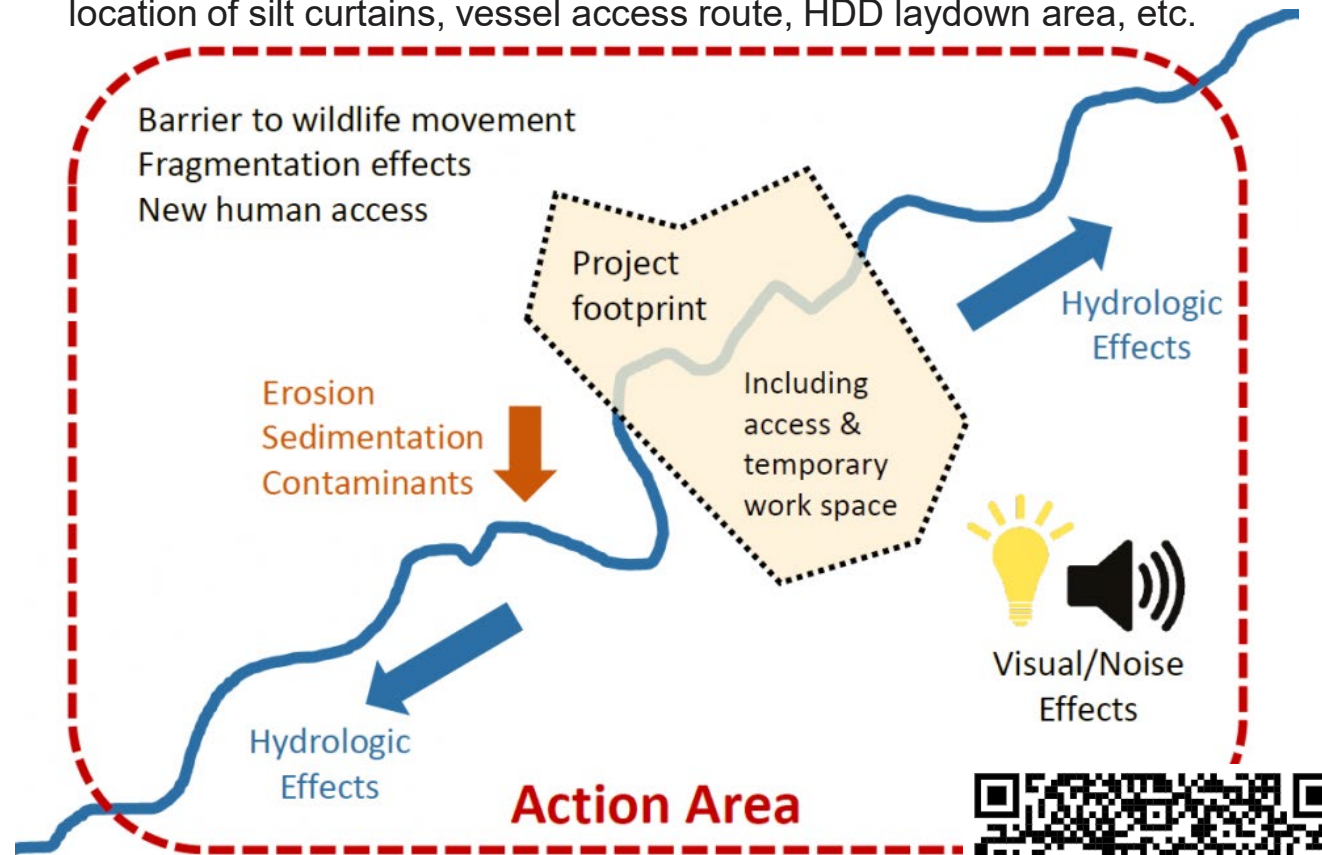 location of silt curtains, vessel access route, HDD laydown area, etc.
Barrier to wildlife movement
Fragmentation effects
New human access
Project
footprint
Hydrologic
Effects
Including
access &
temporary
work space
Erosion
Sedimentation
Contaminants
Visual/Noise
Effects
Hydrologic
Effects
Action Area